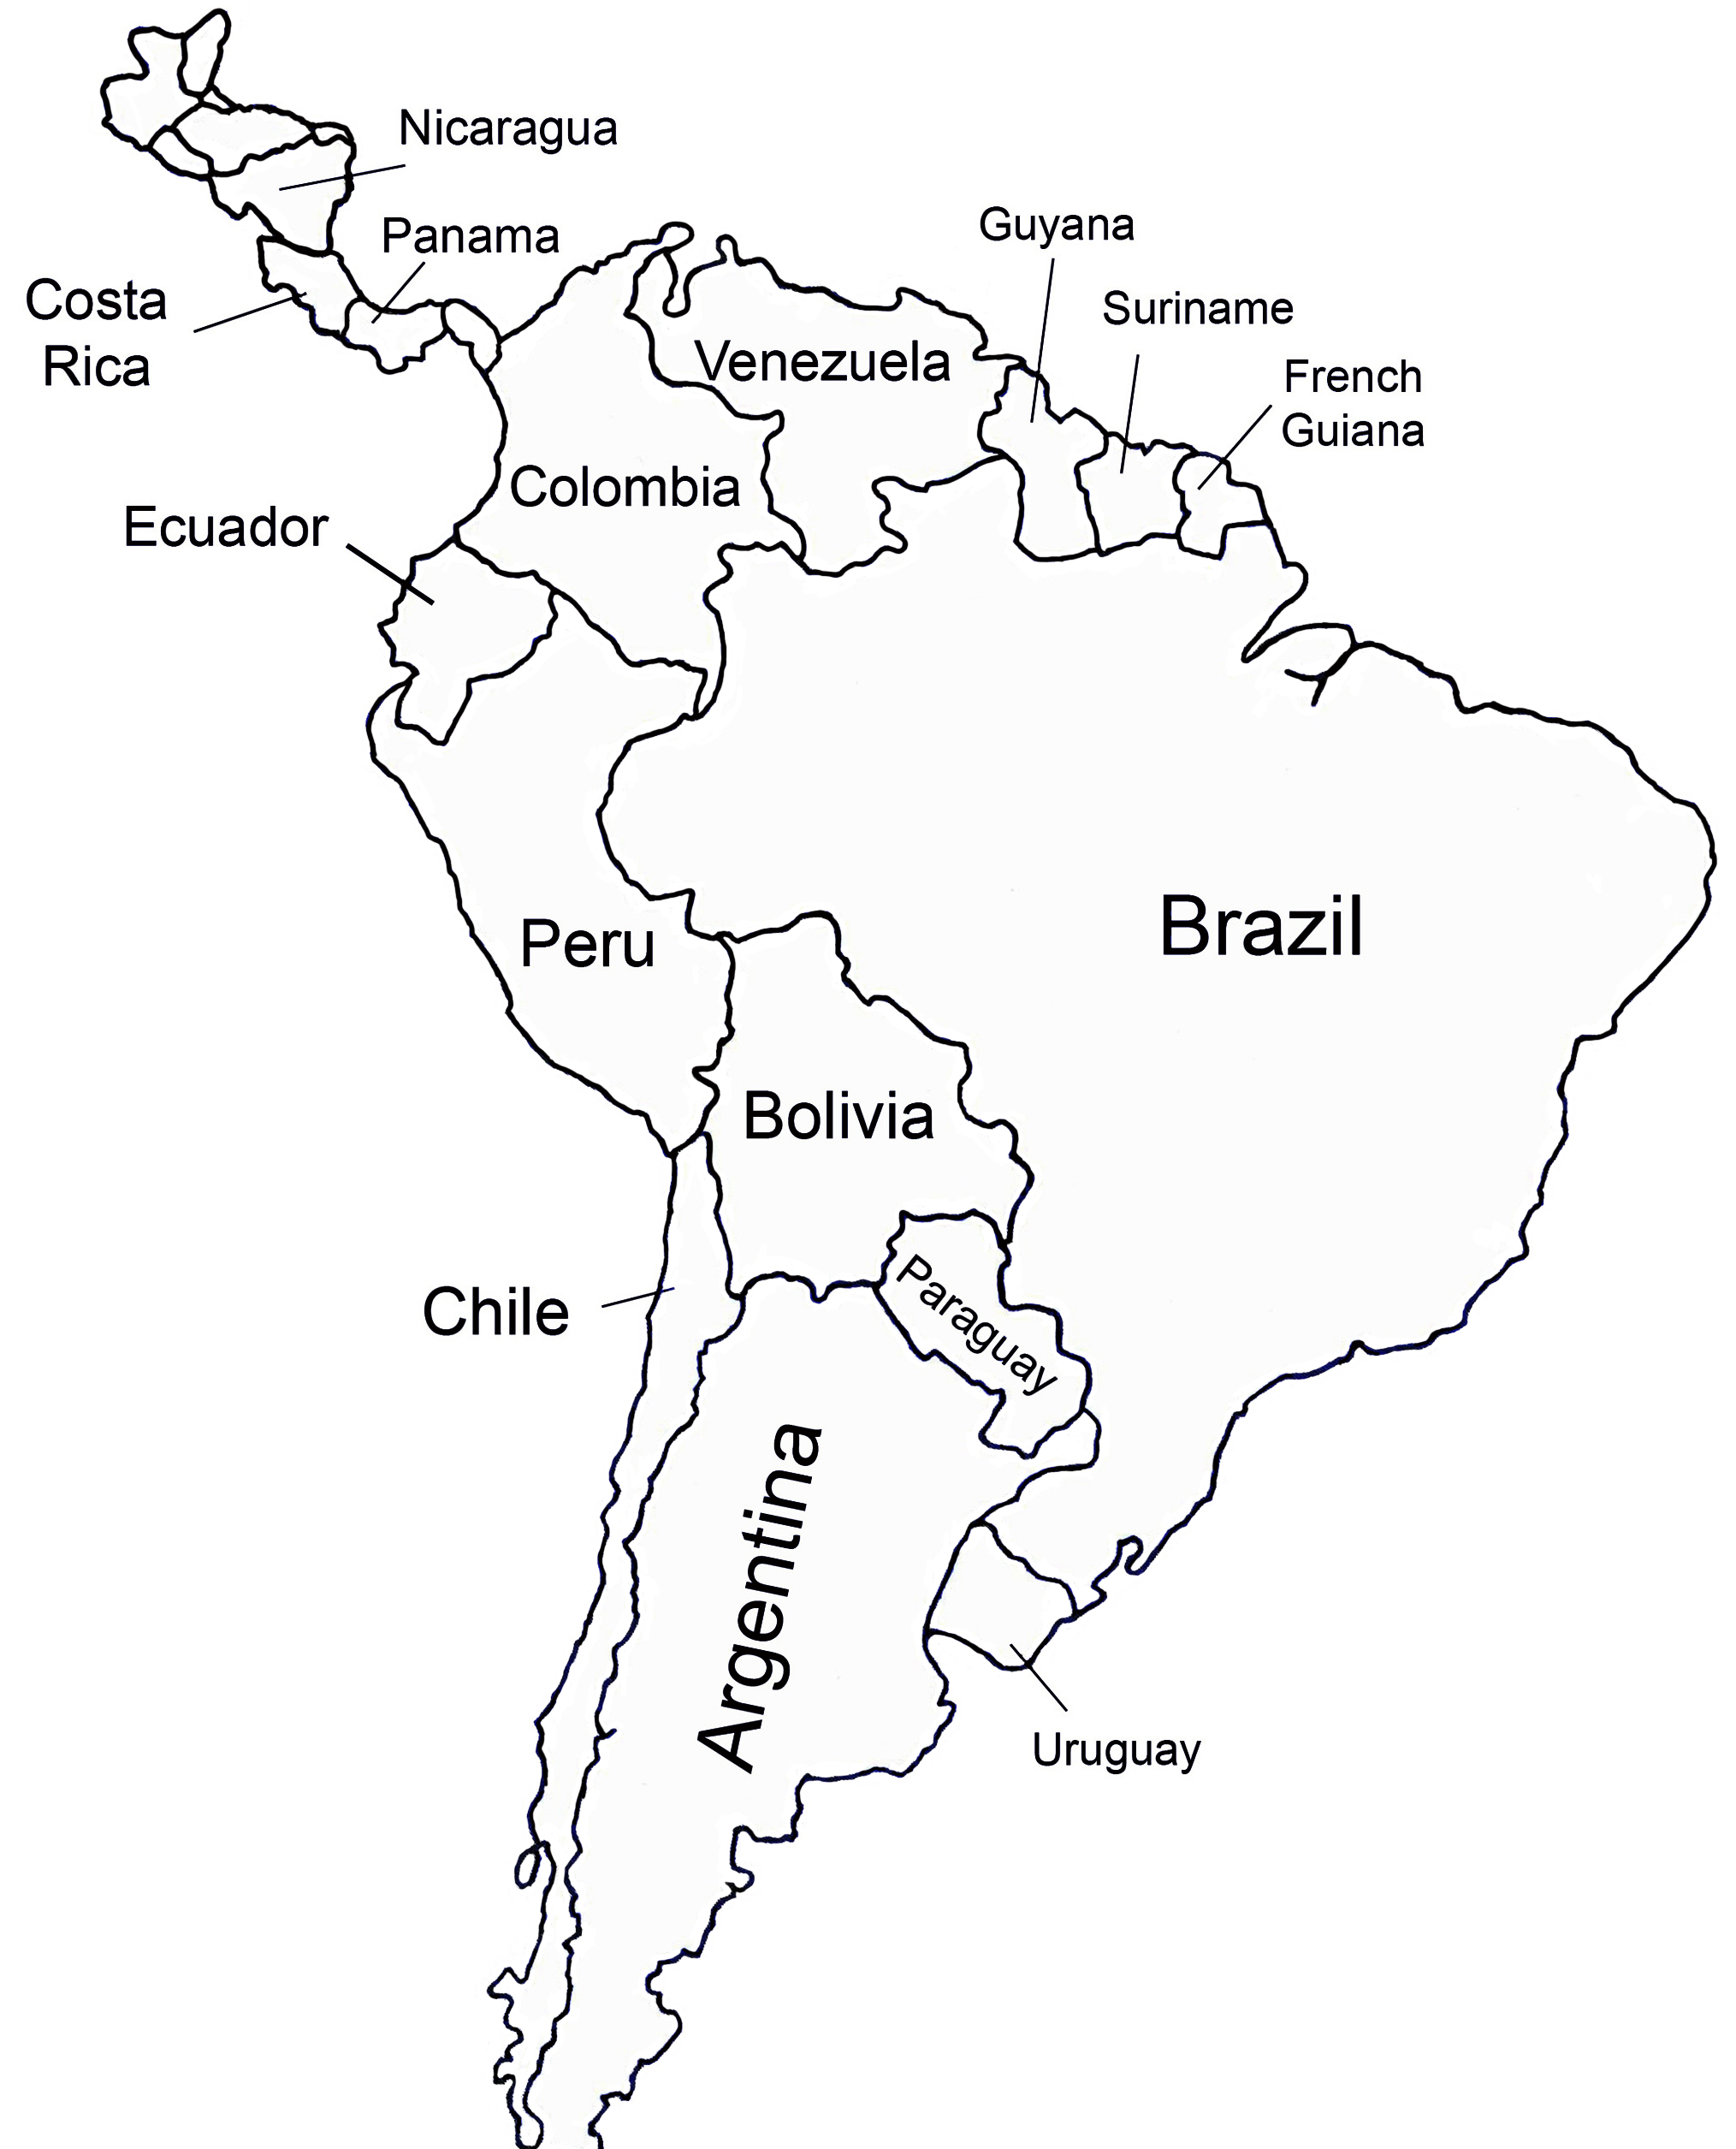 Nicaragua
Panama
Guyana
Costa
Rica
Suriname
Venezuela
French
Guiana
Colombia
Ecuador
Brazil
Peru
Bolivia
Paraguay
Chile
Argentina
Uruguay